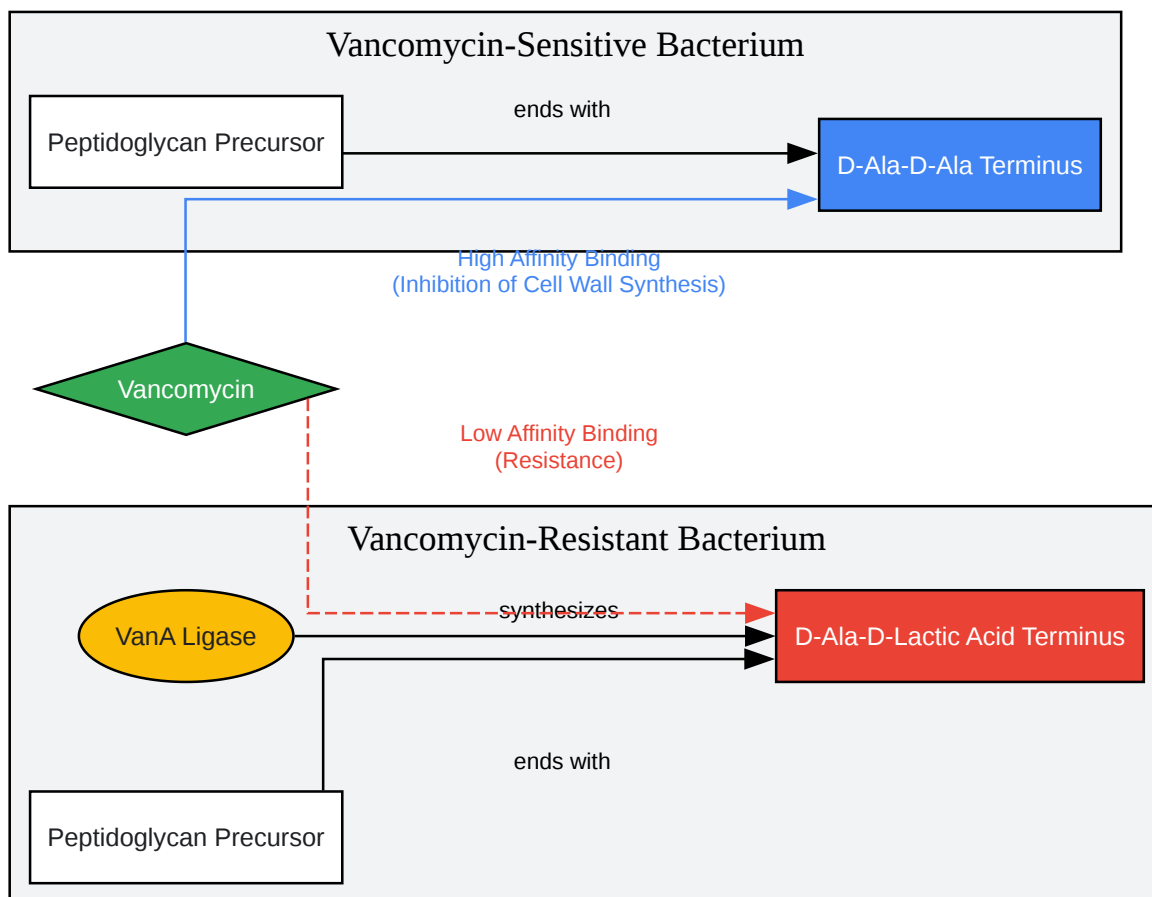 Vancomycin-Sensitive Bacterium
ends with
Peptidoglycan Precursor
D-Ala-D-Ala Terminus
High Affinity Binding
(Inhibition of Cell Wall Synthesis)
Vancomycin
Low Affinity Binding
(Resistance)
Vancomycin-Resistant Bacterium
synthesizes
VanA Ligase
D-Ala-D-Lactic Acid Terminus
ends with
Peptidoglycan Precursor